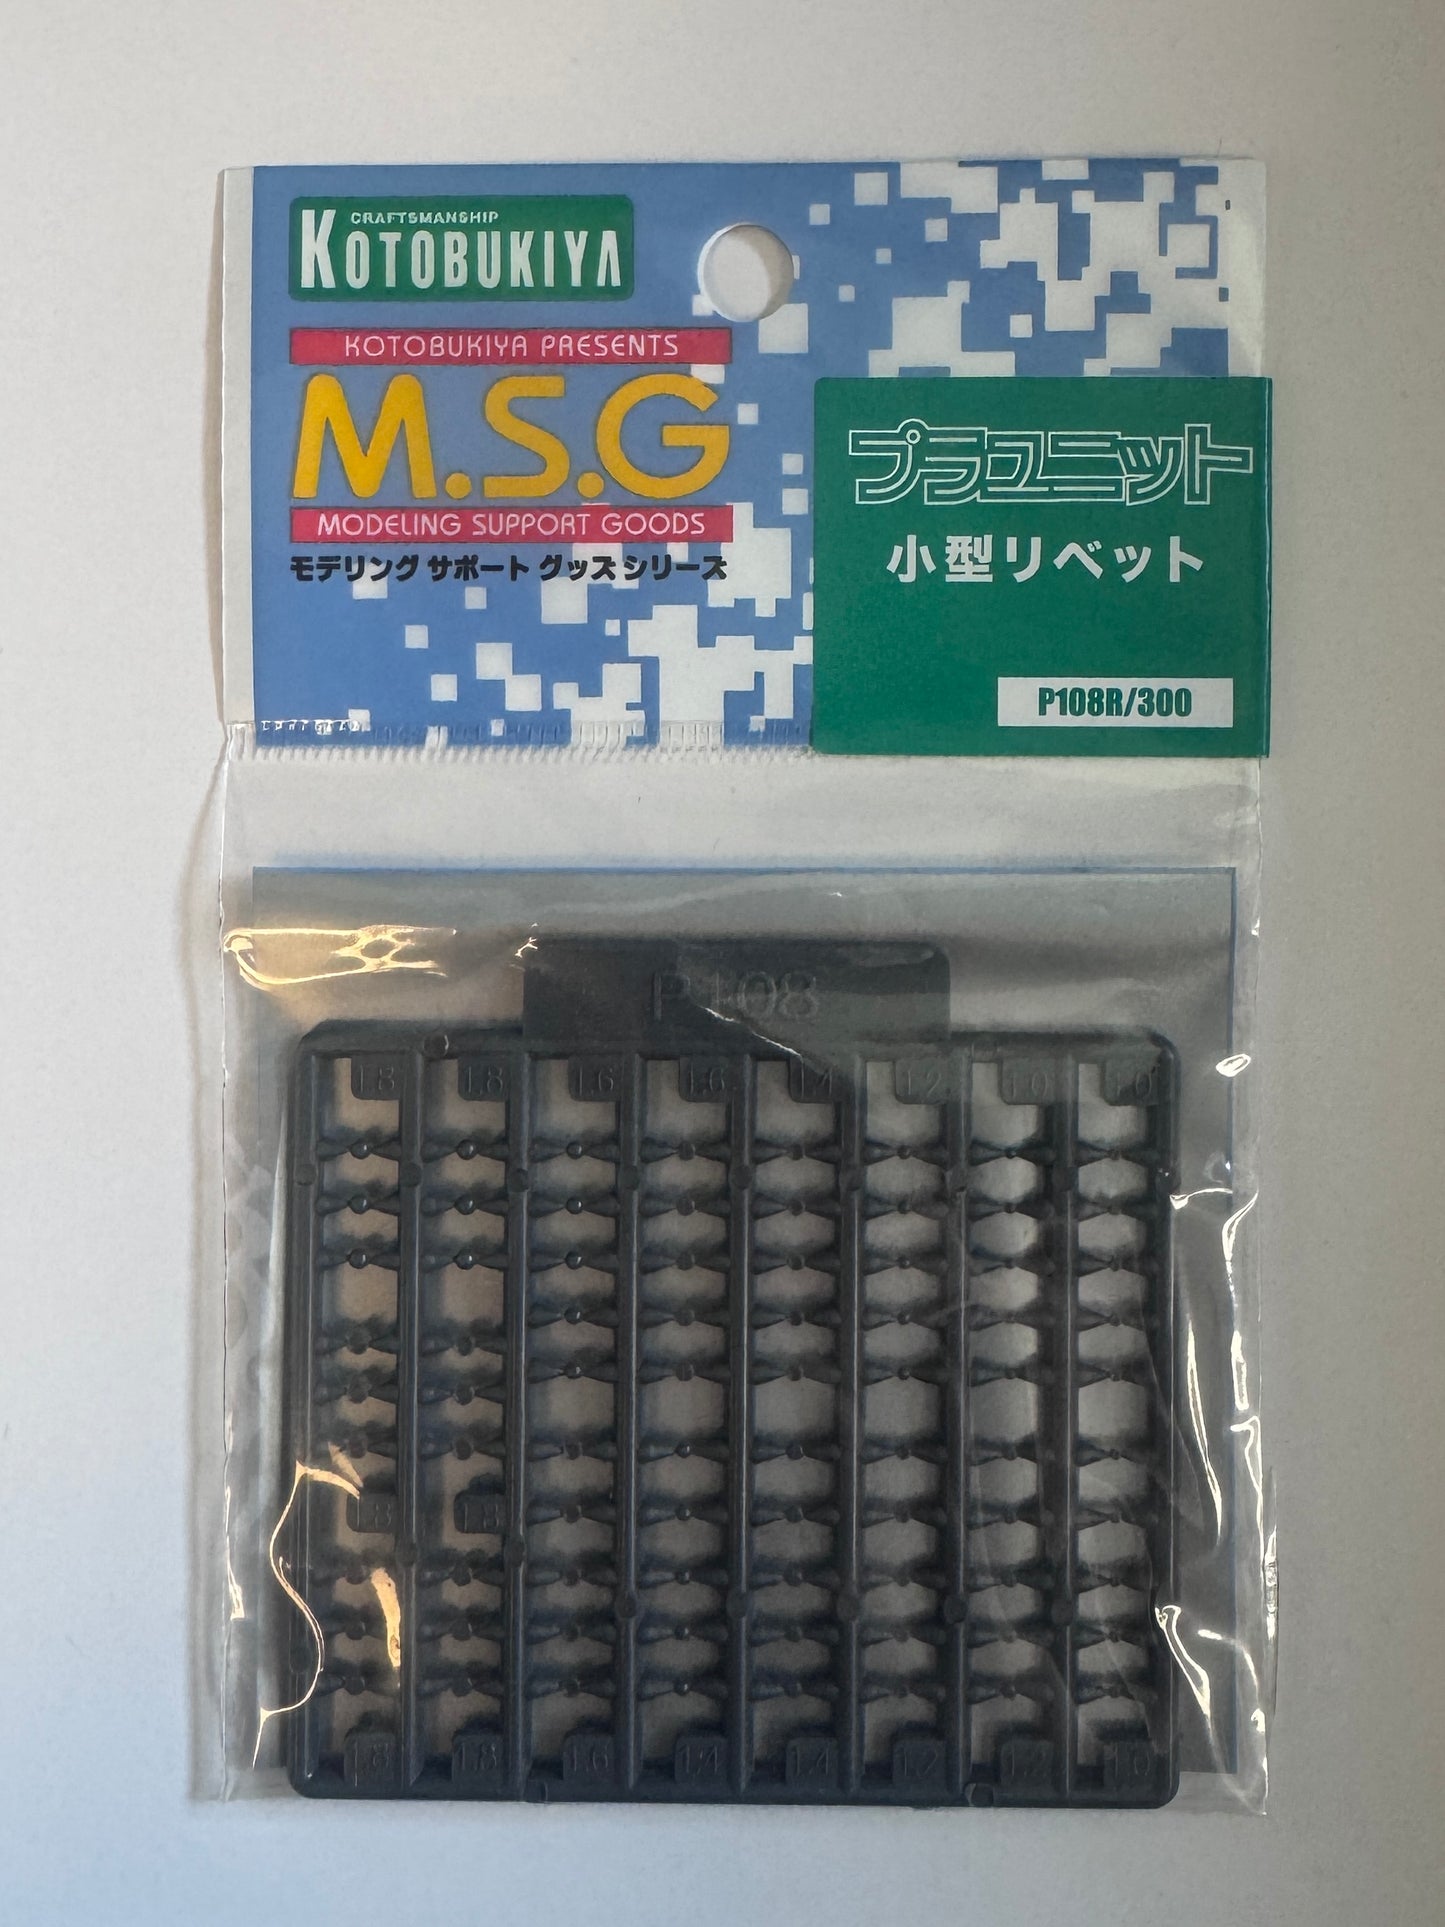 CRAFTSMANSHIP
KOTOBUKIYA
KOTOBUKIYA PRESENTS
M.S.G
MODELING SUPPORT GOODS
モデリング サポート グッズ シリーズ
プラユニット
小型リベット
P108R/300
P108
1.8 1.8 1.6 1.6 1.4 1.2 1.0 1.0
1.8 1.8
1.8 1.8 1.6 1.4 1.4 1.2 1.2 1.0